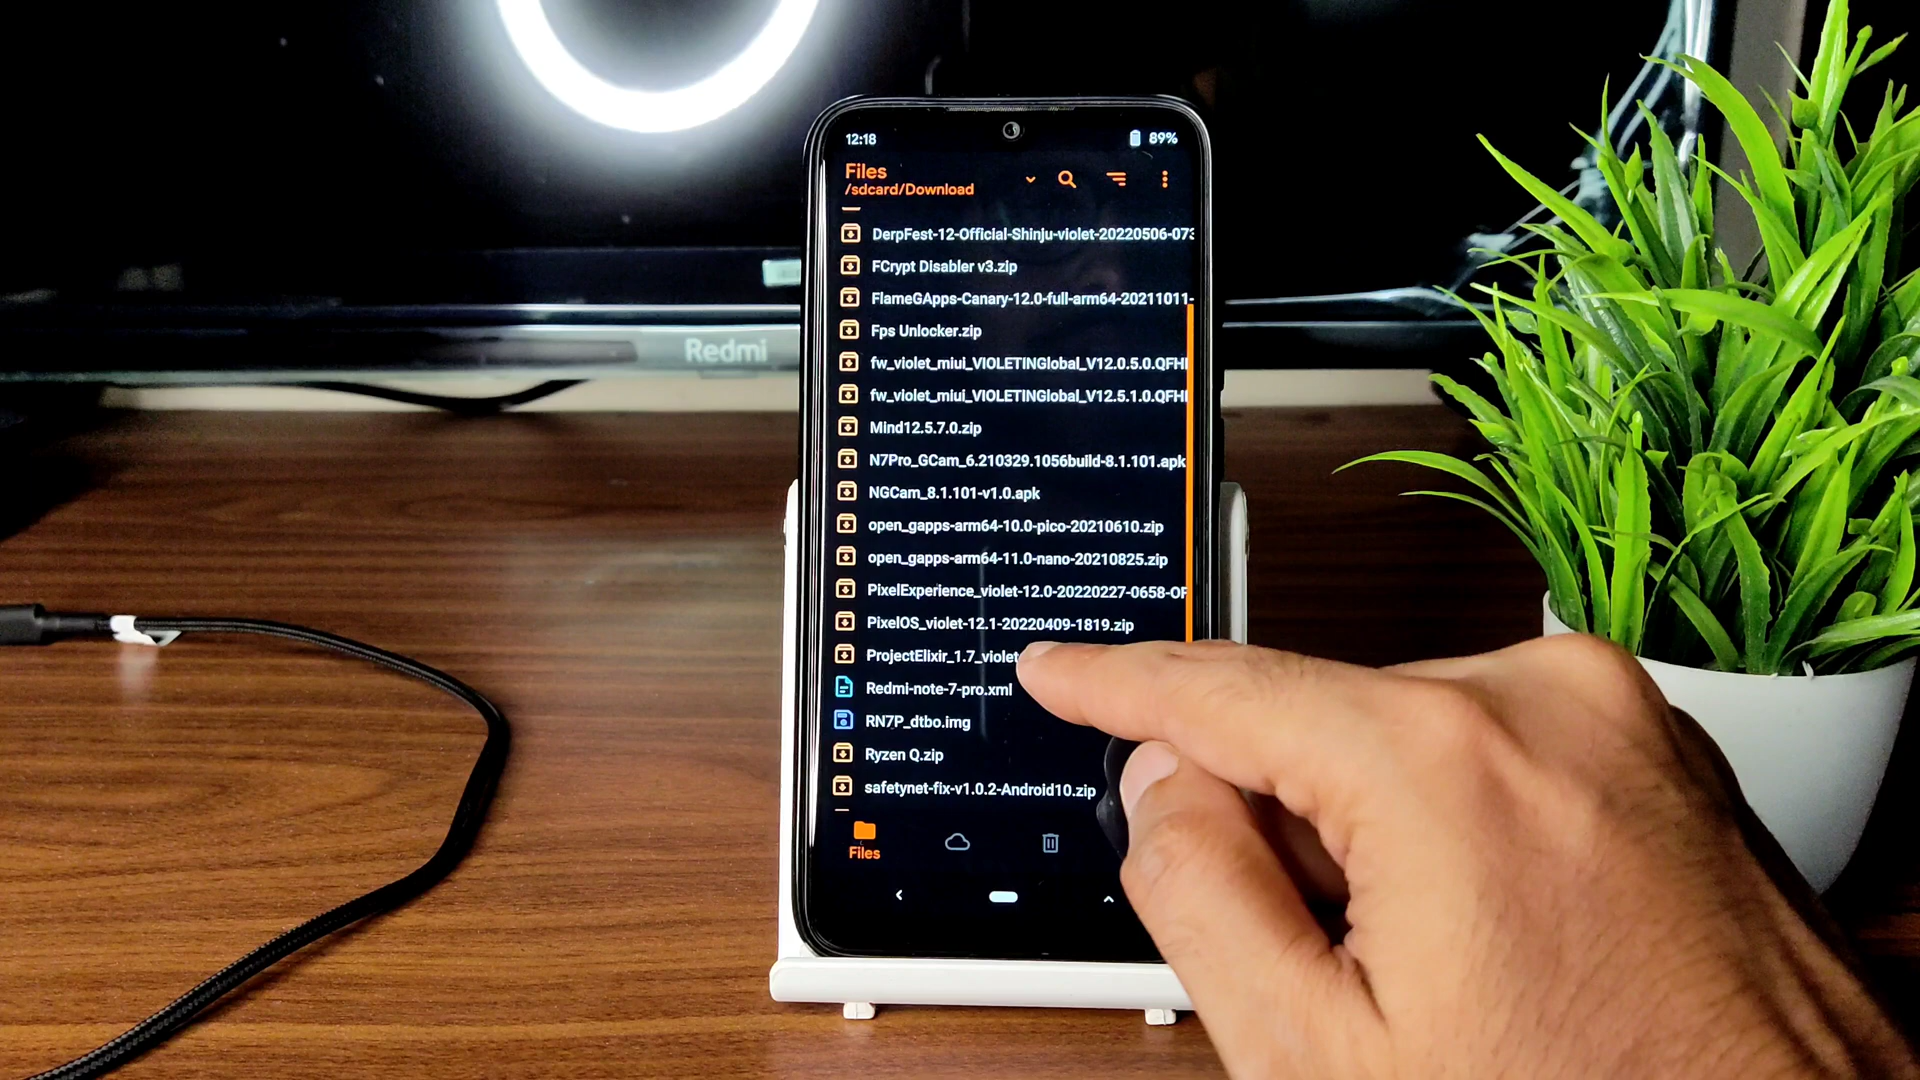 12:18
89%
Files
/sdcard/Download
DerpFest-12-Official-Shinju-violet-20220506-073
FCrypt Disabler v3.zip
FlameGApps-Canary-12.0-full-arm64-20211011-
Fps Unlocker.zip
fw_violet_miui_VIOLETINGlobal_V12.0.5.0.QFHI
fw_violet_miui_VIOLETINGlobal_V12.5.1.0.QFHI
Redmi
Mind12.5.7.0.zip
N7Pro_GCam_6.210329.1056build-8.1.101.apk
NGCam_8.1.101-v1.0.apk
open_gapps-arm64-10.0-pico-20210610.zip
open_gapps-arm64-11.0-nano-20210825.zip
PixelExperience_violet-12.0-20220227-0658-OF
PixelOS_violet-12.1-20220409-1819.zip
ProjectElixir_1.7_violet
Redmi-note-7-pro.xml
RN7P_dtbo.img
Ryzen Q.zip
safetynet-fix-v1.0.2-Android10.zip
Files